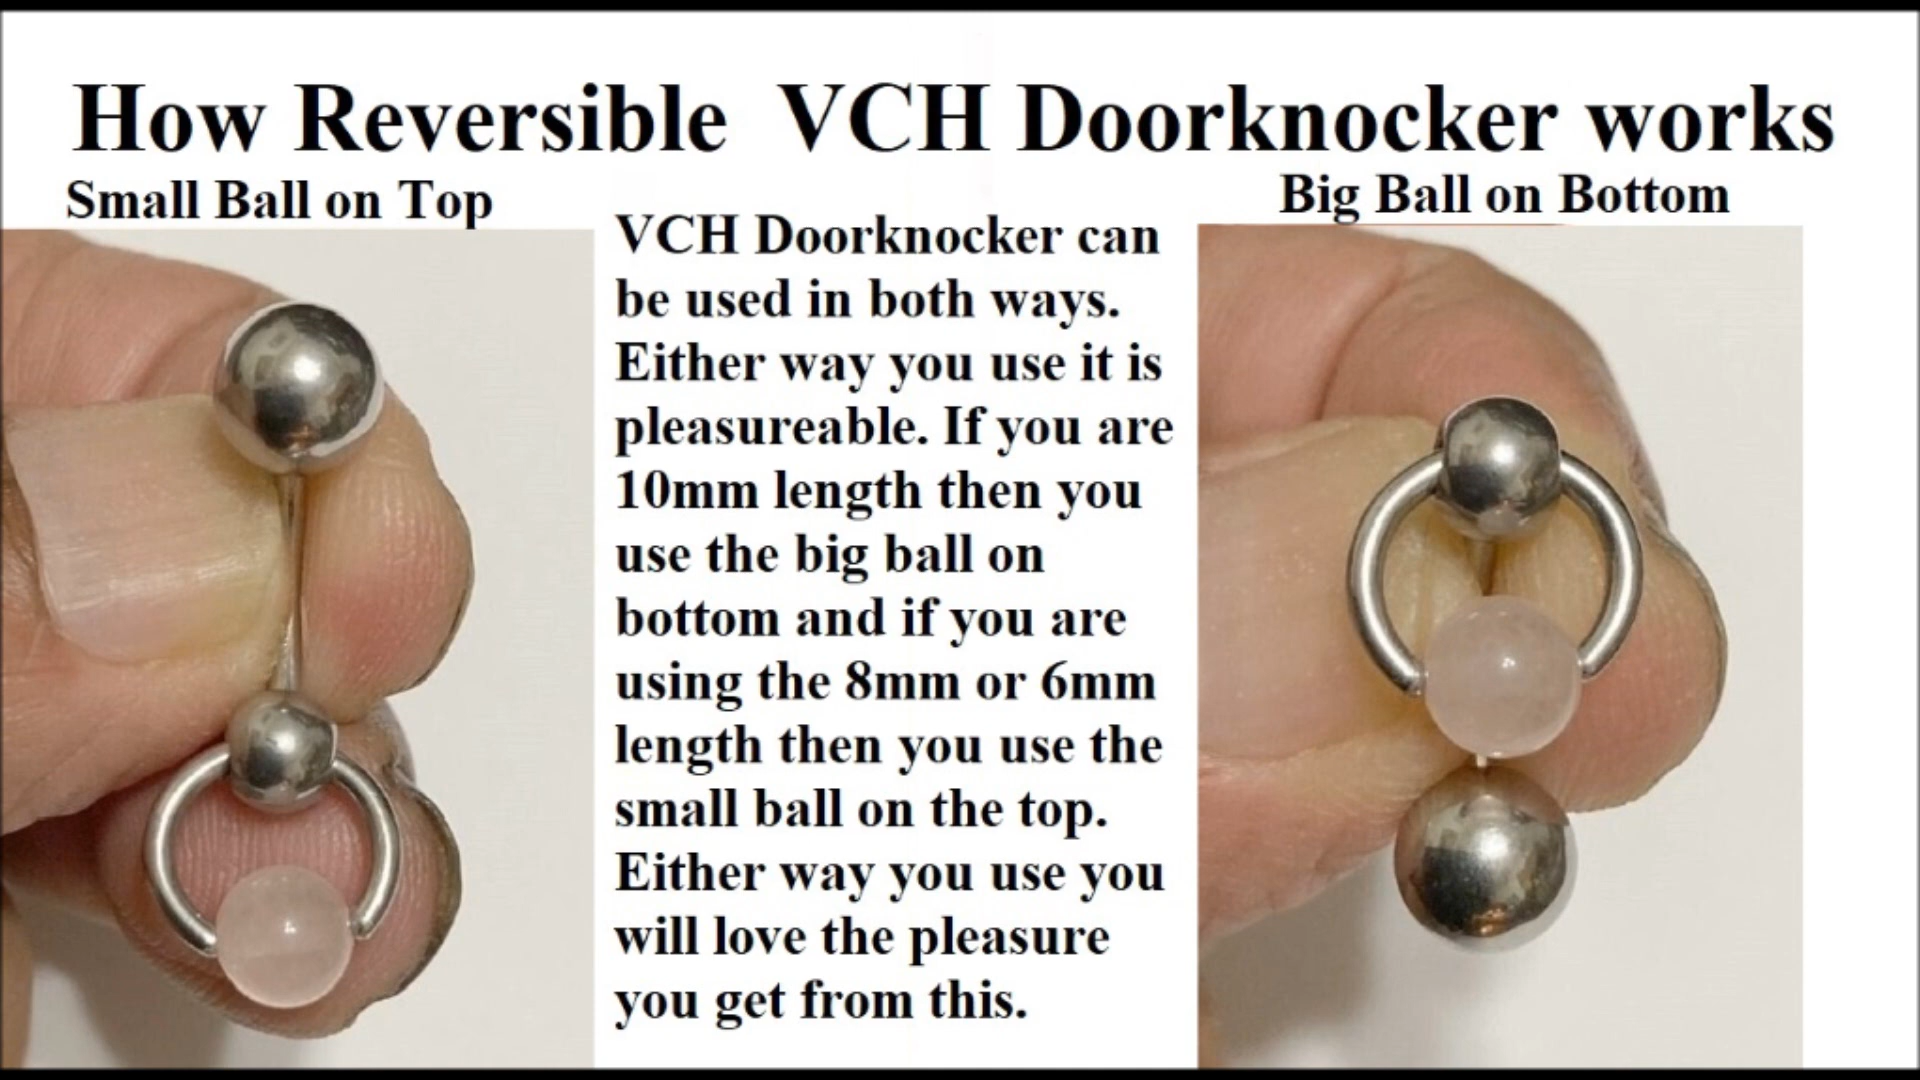 How Reversible VCH Doorknocker works
Small Ball on Top
Big Ball on Bottom
VCH Doorknocker can
be used in both ways.
Either way you use it is
pleasureable. If you are
10mm length then you
use the big ball on
bottom and if you are
using the 8mm or 6mm
length then you use the
small ball on the top.
Either way you use you
will love the pleasure
you get from this.